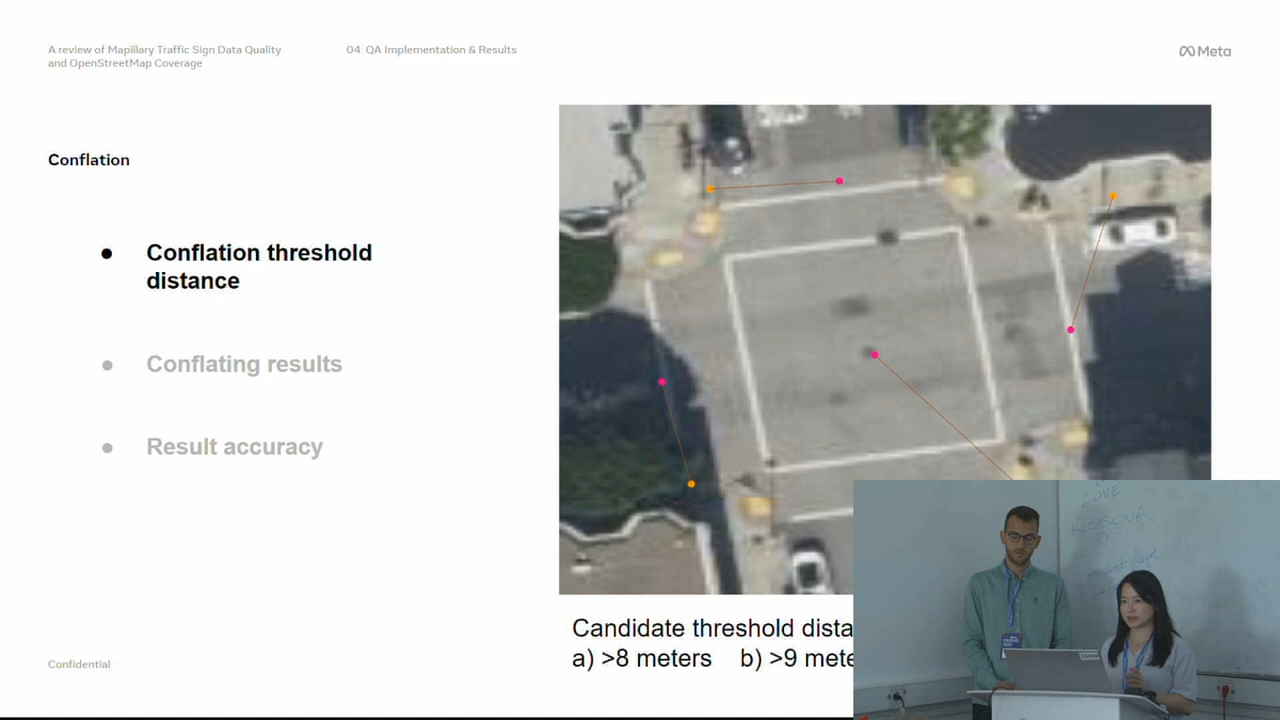 A review of Mapillary Traffic Sign Data Quality
and OpenStreetMap Coverage
04 QA Implementation & Results
Meta
Conflation
• Conflation threshold
distance
• Conflating results
• Result accuracy
Candidate threshold dista
a) >8 meters b) >9 mete
Confidential
LOVE
KOSOVA